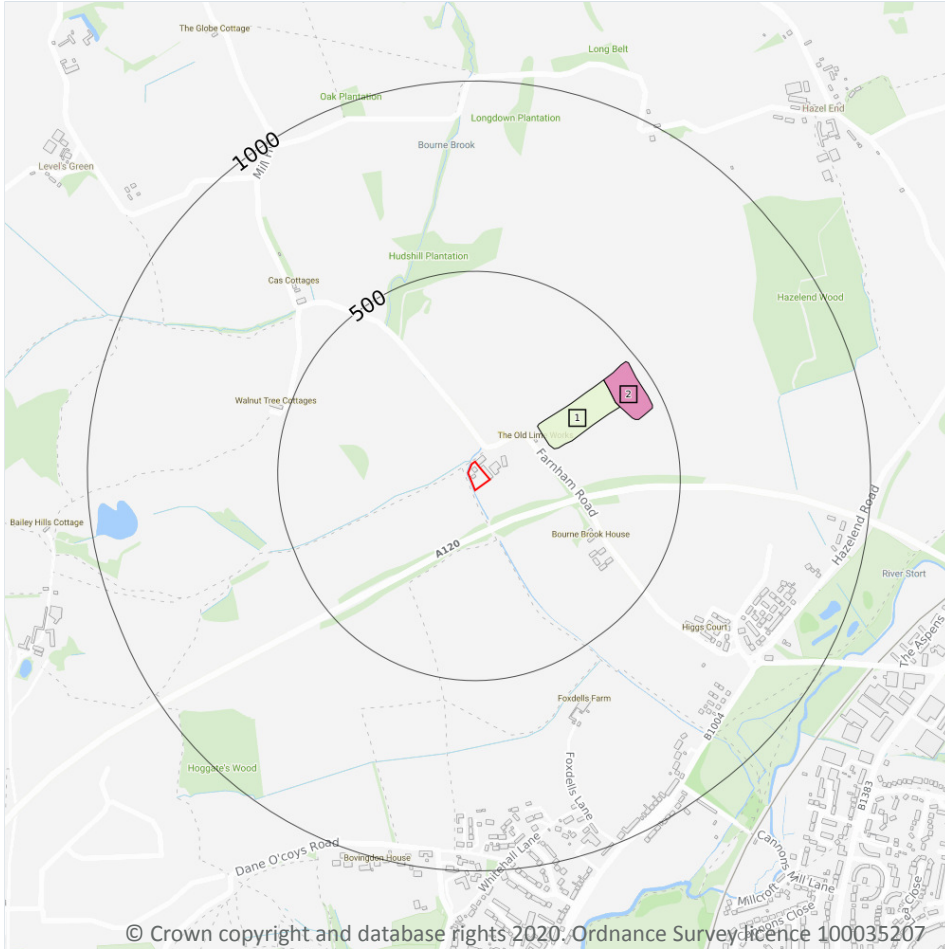 The Globe Cottage
Long Belt
Oak Plantation
Hazel End
Longdown Plantation
1000
Bourne Brook
Level's Green
Mill
Hudshill Plantation
Cas Cottages
500
Hazelend Wood
2
Walnut Tree Cottages
1
The Old Lime Works
Farnham Road
Bailey Hills Cottage
A120
Bourne Brook House
Hazelend Road
River Stort
Higgs Court
The Aspens
Foxdells Farm
B1004
Hoggate's Wood
Foxdells Lane
B1383
Dane O'coys Road
Bovingdon House
Whitehall Lane
Cannons Mill Lane
Millcroft
Cannons Close
ea Close
© Crown copyright and database rights 2020. Ordnance Survey licence 100035207